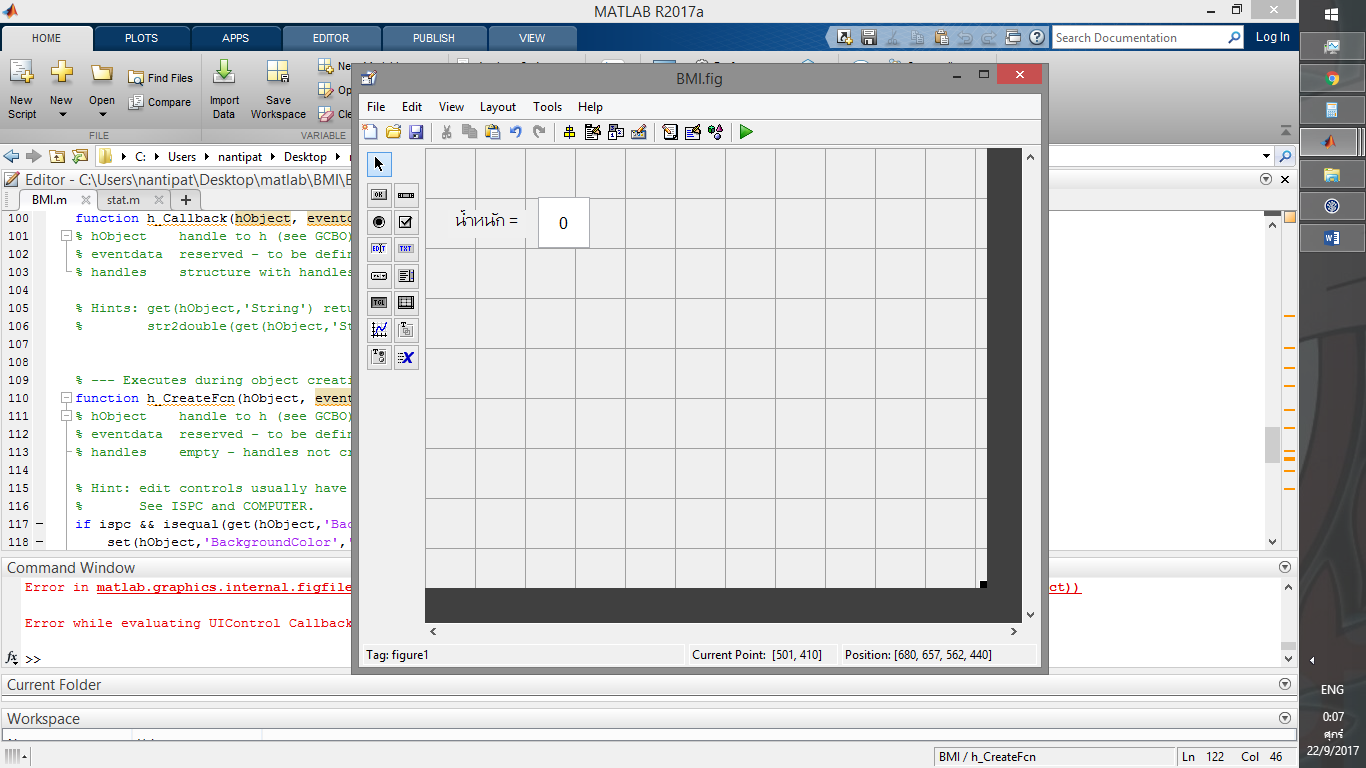 MATLAB R2017a
HOME PLOTS APPS EDITOR PUBLISH VIEW
Search Documentation
Log In
New Script
New
Open
Find Files
Compare
Import Data
Save Workspace
FILE
VARIABLE
C: Users nantipat Desktop
Editor - C:\Users\nantipat\Desktop\matlab\BMI\
BMI.m stat.m
100 function h_Callback(hObject, eventd
101 % hObject handle to h (see GCBO)
102 % eventdata reserved - to be defin
103 % handles structure with handles
104
105 % Hints: get(hObject,'String') retu
106 % str2double(get(hObject,'St
107
108
109 % --- Executes during object creati
110 function h_CreateFcn(hObject, event
111 % hObject handle to h (see GCBO)
112 % eventdata reserved - to be defin
113 % handles empty - handles not cr
114
115 % Hint: edit controls usually have
116 % See ISPC and COMPUTER.
117 if ispc && isequal(get(hObject,'Bac
118 set(hObject,'BackgroundColor','
BMI.fig
File Edit View Layout Tools Help
OK
EDIT TXT
TGL
น้ำหนัก = 0
Tag: figure1
Current Point: [501, 410]
Position: [680, 657, 562, 440]
Command Window
Error in matlab.graphics.internal.figfile ct))
Error while evaluating UIControl Callback
fx >>
Current Folder
Workspace
BMI / h_CreateFcn
Ln 122 Col 46
ENG
0:07
ศุกร์
22/9/2017